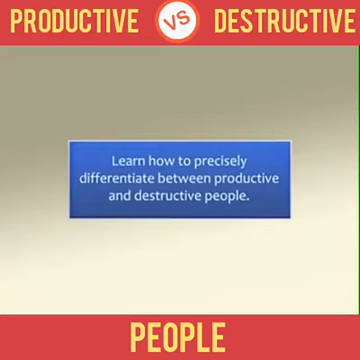 PRODUCTIVE VS DESTRUCTIVE
Learn how to precisely
differentiate between productive
and destructive people.
PEOPLE